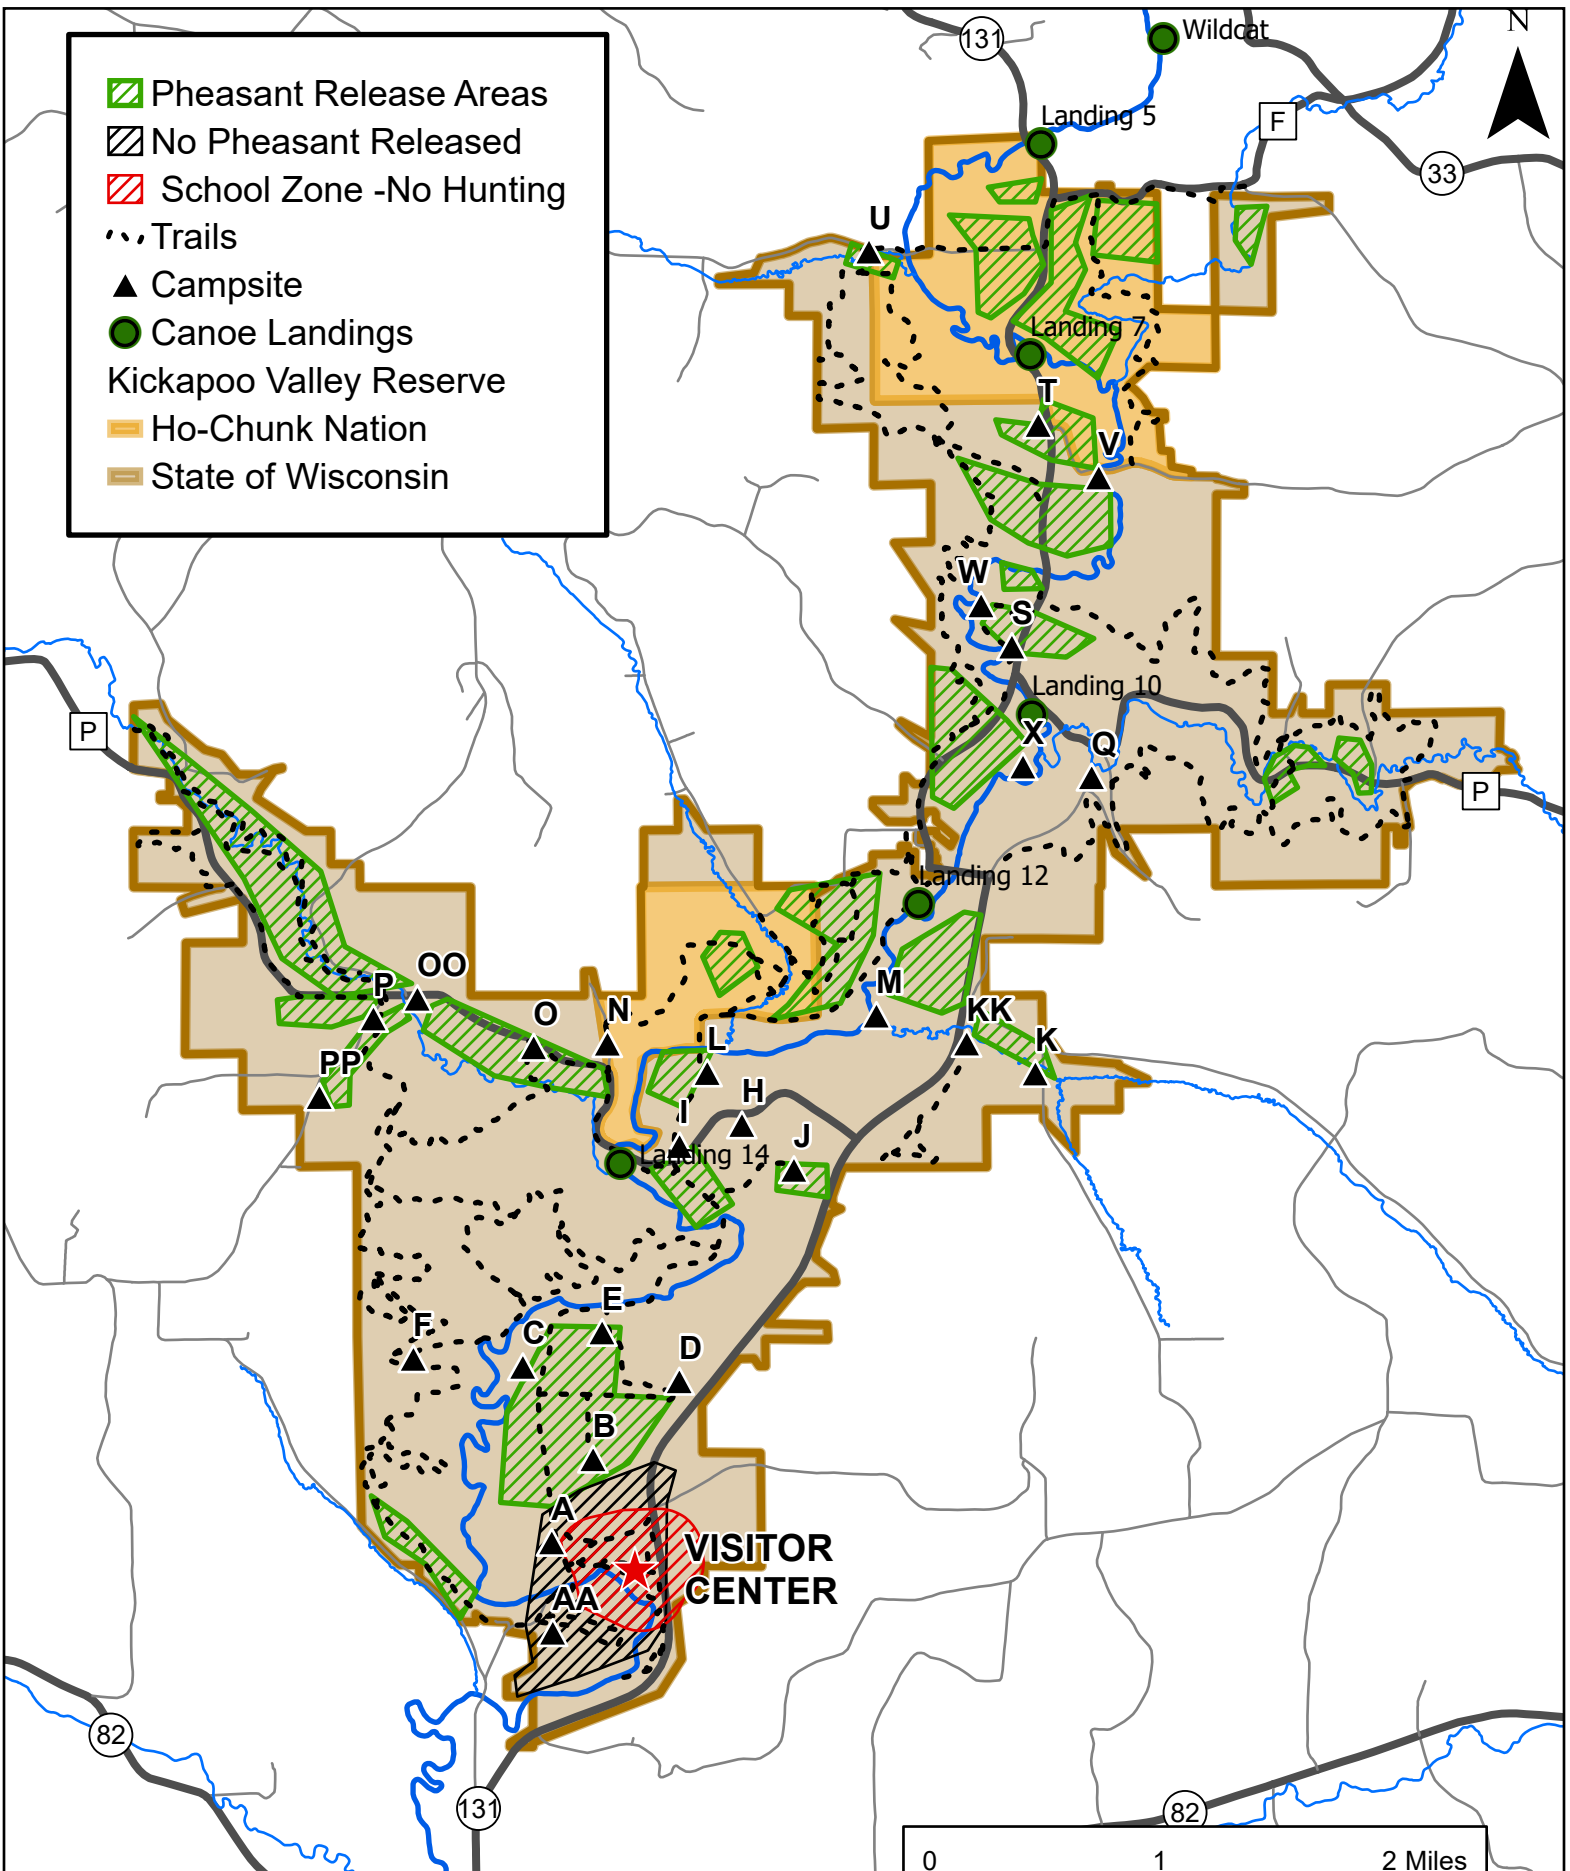 131
Wildcat
N
Landing 5
F
33
Pheasant Release Areas
No Pheasant Released
School Zone -No Hunting
Trails
Campsite
Canoe Landings
Kickapoo Valley Reserve
Ho-Chunk Nation
State of Wisconsin
U
Landing 7
T
V
W
S
Landing 10
P
X
Q
P
Landing 12
OO
P
M
O
N
KK
L
K
PP
H
I
J
Landing 14
E
F
C
D
B
A
VISITOR
CENTER
AA
82
131
82
0 1 2 Miles